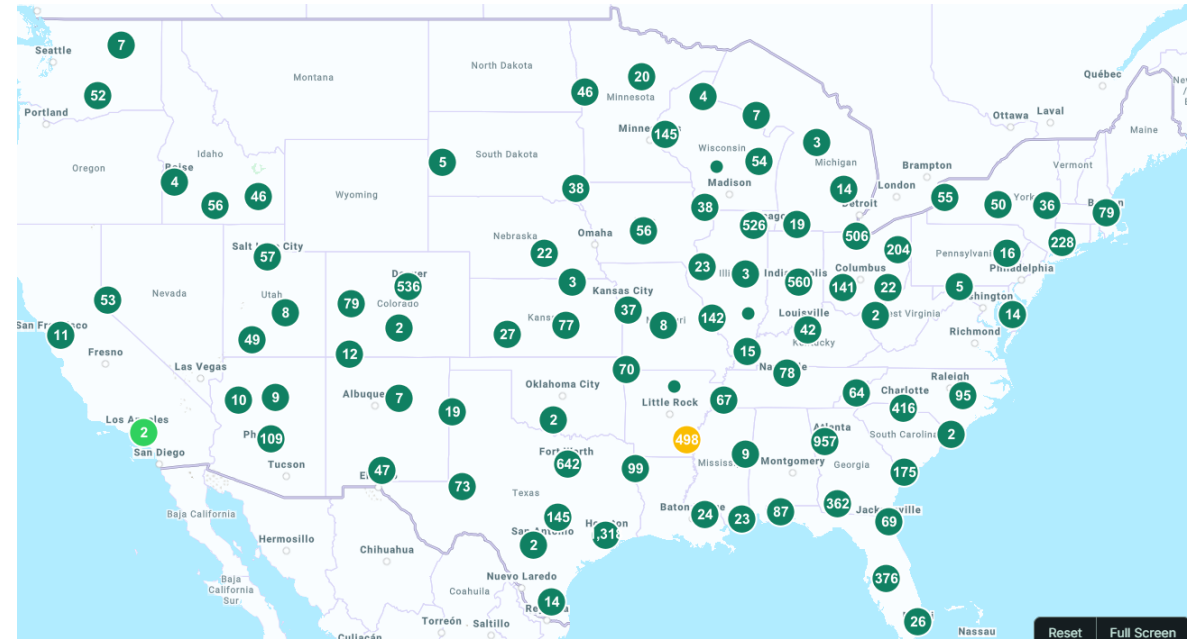 Québec
Seattle
7
North Dakota
Montana
20
46
Minnesota
4
52
Portland
7
Ottawa
Laval
Maine
145
Wisconsin
3
Idaho
Oregon
5
South Dakota
54
Michigan
Brampton
Vermont
4
Madison
London
38
14
Detroit
46
56
Wyoming
38
55
50
36
79
526
19
506
Omaha
56
Nebraska
228
Salt Lake City
57
22
204
16
Pennsylvani
Philadelphia
23
3
560
Columbus
141
22
5
Denver
536
3
Kansas City
Nevada
53
Utah
8
79
Colorado
2
37
8
142
Louisville
42
2
West Virginia
14
Richmond
San Francisco
11
49
27
77
Kentucky
Fresno
12
15
Las Vegas
70
78
Oklahoma City
Raleigh
10
9
7
Little Rock
67
64
Charlotte
416
95
19
2
Los Angeles
2
109
498
957
Atlanta
South Carolina
2
San Diego
Tucson
47
Fort Worth
642
99
9
Montgomery
Georgia
175
73
Texas
362
Jacksonville
69
Baja California
145
24
23
87
San Antonio
2
Houston
Hermosillo
Chihuahua
376
Baja
California
Sur
Nuevo Laredo
Coahuila
14
26
Torreón
Saltillo
Nassau
Culiacán
Reset
Full Screen